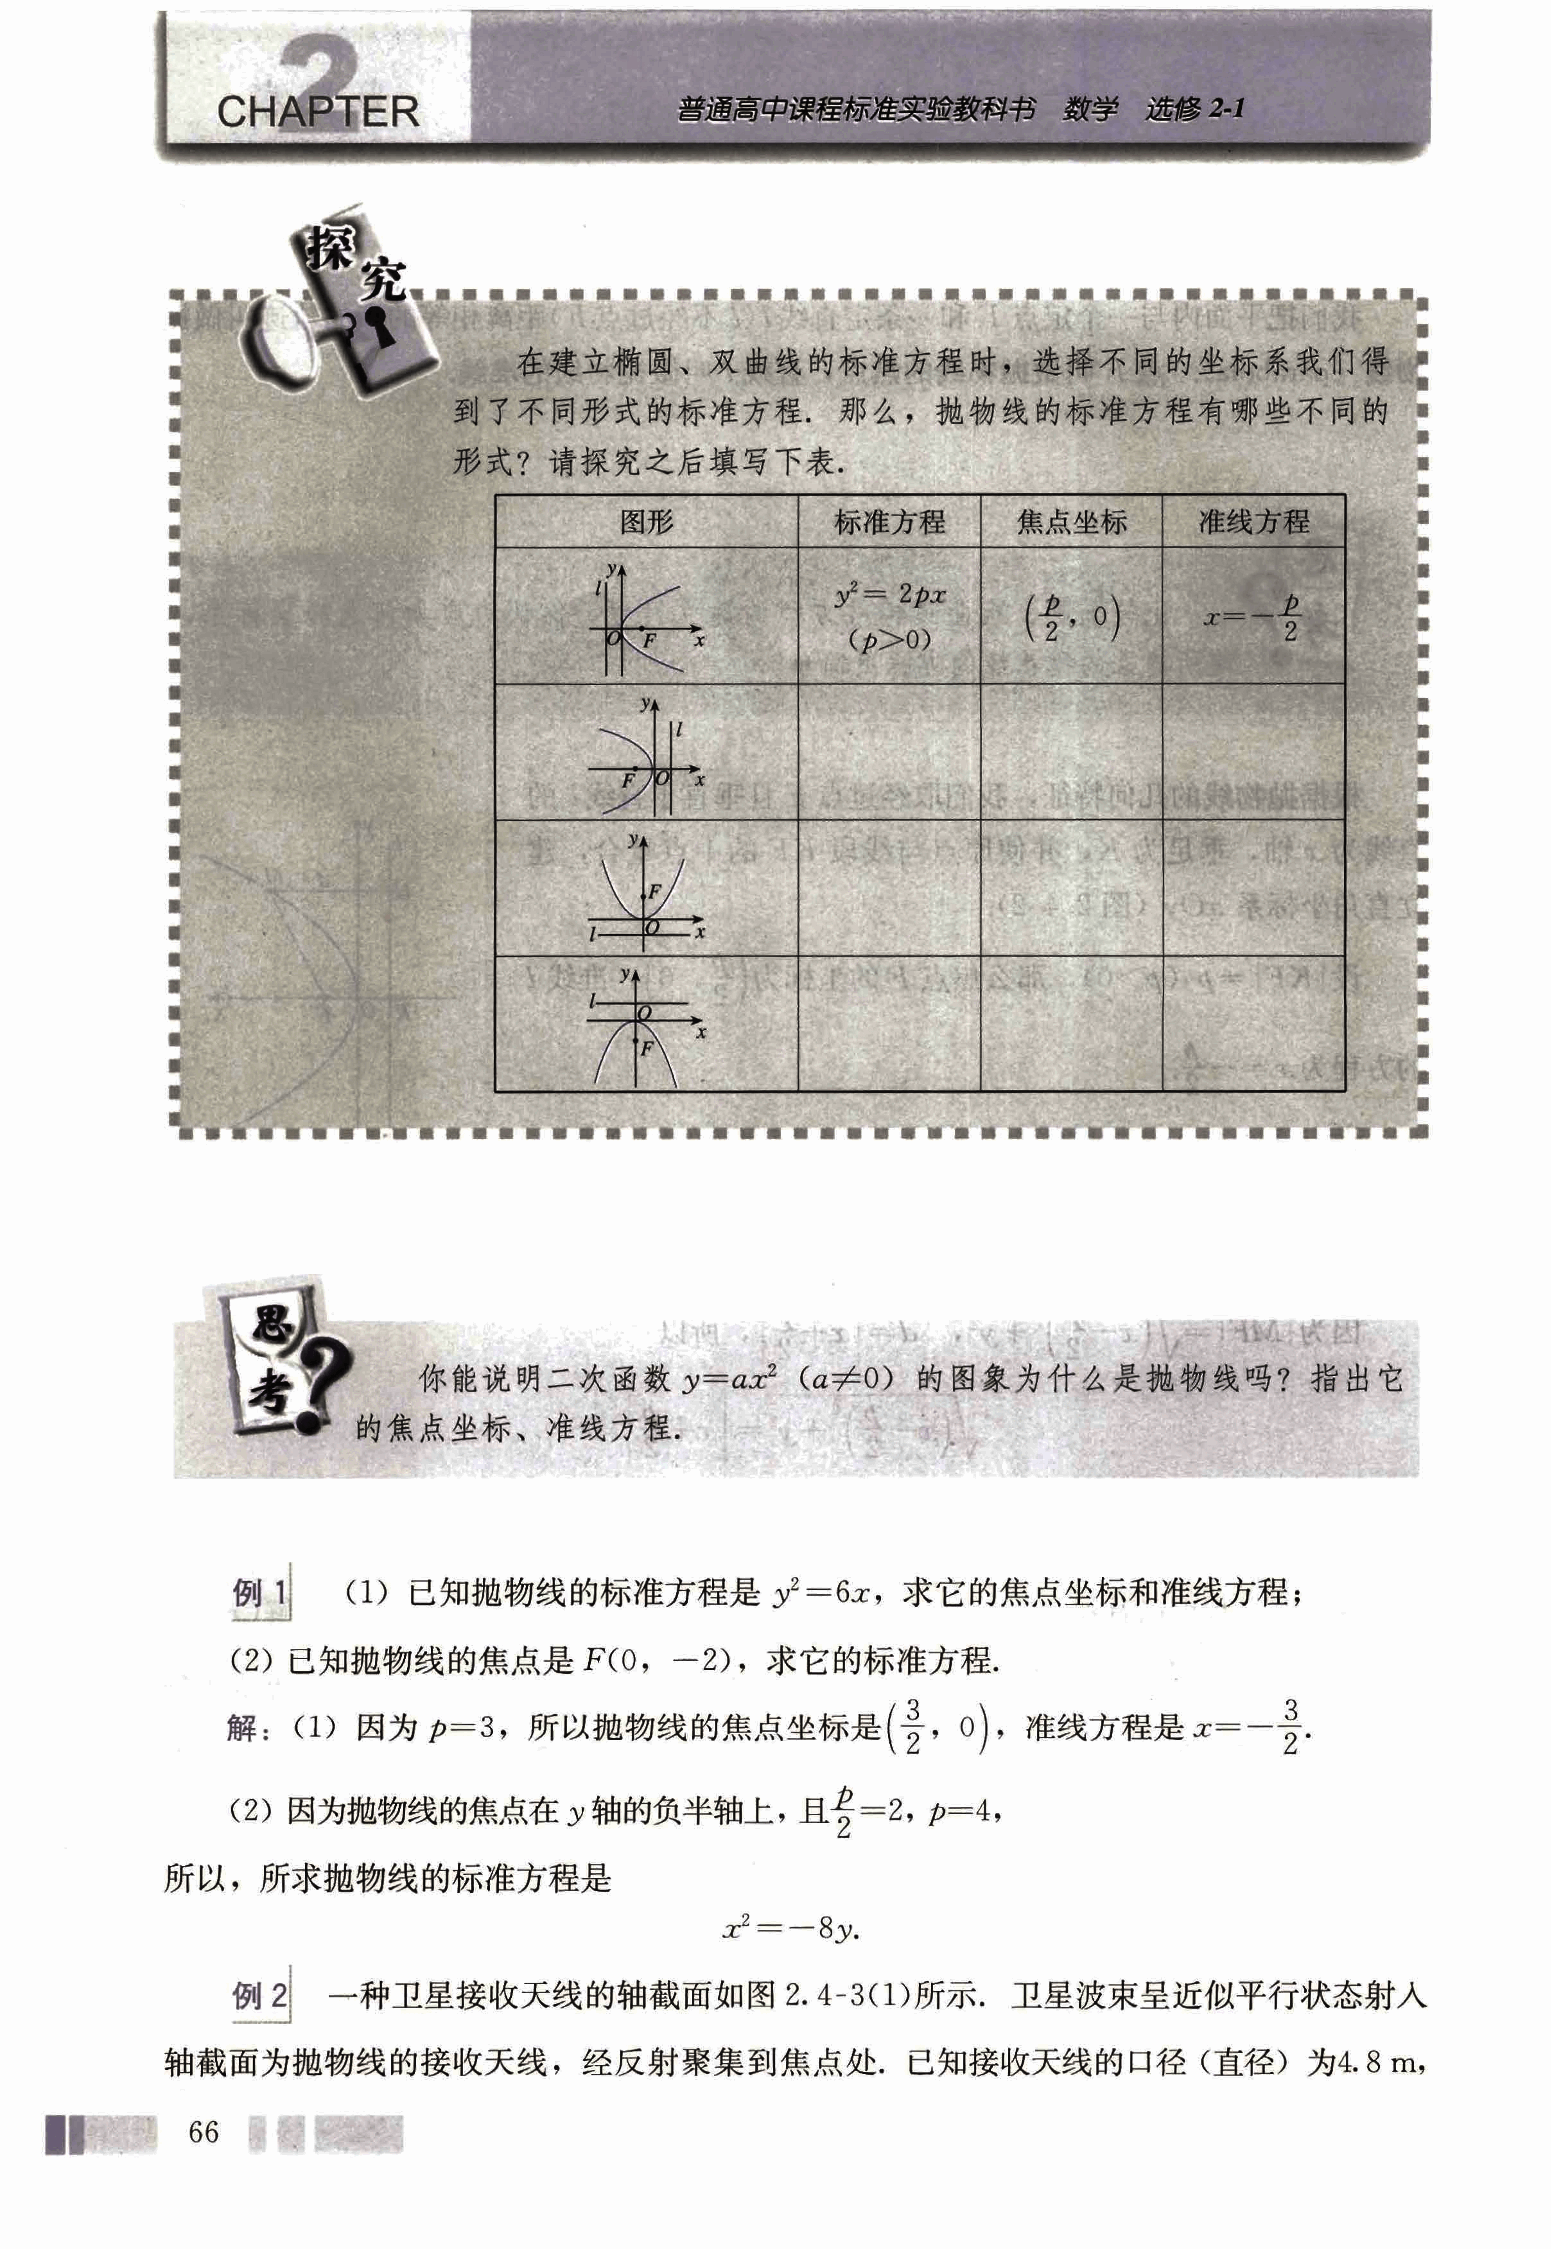 2
CHAPTER
普通高中课程标准实验教科书 数学 选修 2-1
探究
在建立椭圆、双曲线的标准方程时，选择不同的坐标系我们得
到了不同形式的标准方程．那么，抛物线的标准方程有哪些不同的
形式？请探究之后填写下表．
图形 标准方程 焦点坐标 准线方程
y l O F x
y²＝2px
(p＞0)
(p/2, 0)
x＝－p/2
y l F O x
y F l O x
y l O x F
思考？
你能说明二次函数 y＝ax²（a≠0）的图象为什么是抛物线吗？指出它
的焦点坐标、准线方程．
例 1 （1）已知抛物线的标准方程是 y²＝6x，求它的焦点坐标和准线方程；
（2）已知抛物线的焦点是 F(0，－2)，求它的标准方程．
解：（1）因为 p＝3，所以抛物线的焦点坐标是(3/2，0)，准线方程是 x＝－3/2．
（2）因为抛物线的焦点在 y 轴的负半轴上，且p/2＝2，p＝4，
所以，所求抛物线的标准方程是
x²＝－8y．
例 2 一种卫星接收天线的轴截面如图 2.4-3(1)所示．卫星波束呈近似平行状态射入
轴截面为抛物线的接收天线，经反射聚集到焦点处．已知接收天线的口径（直径）为4.8 m，
66